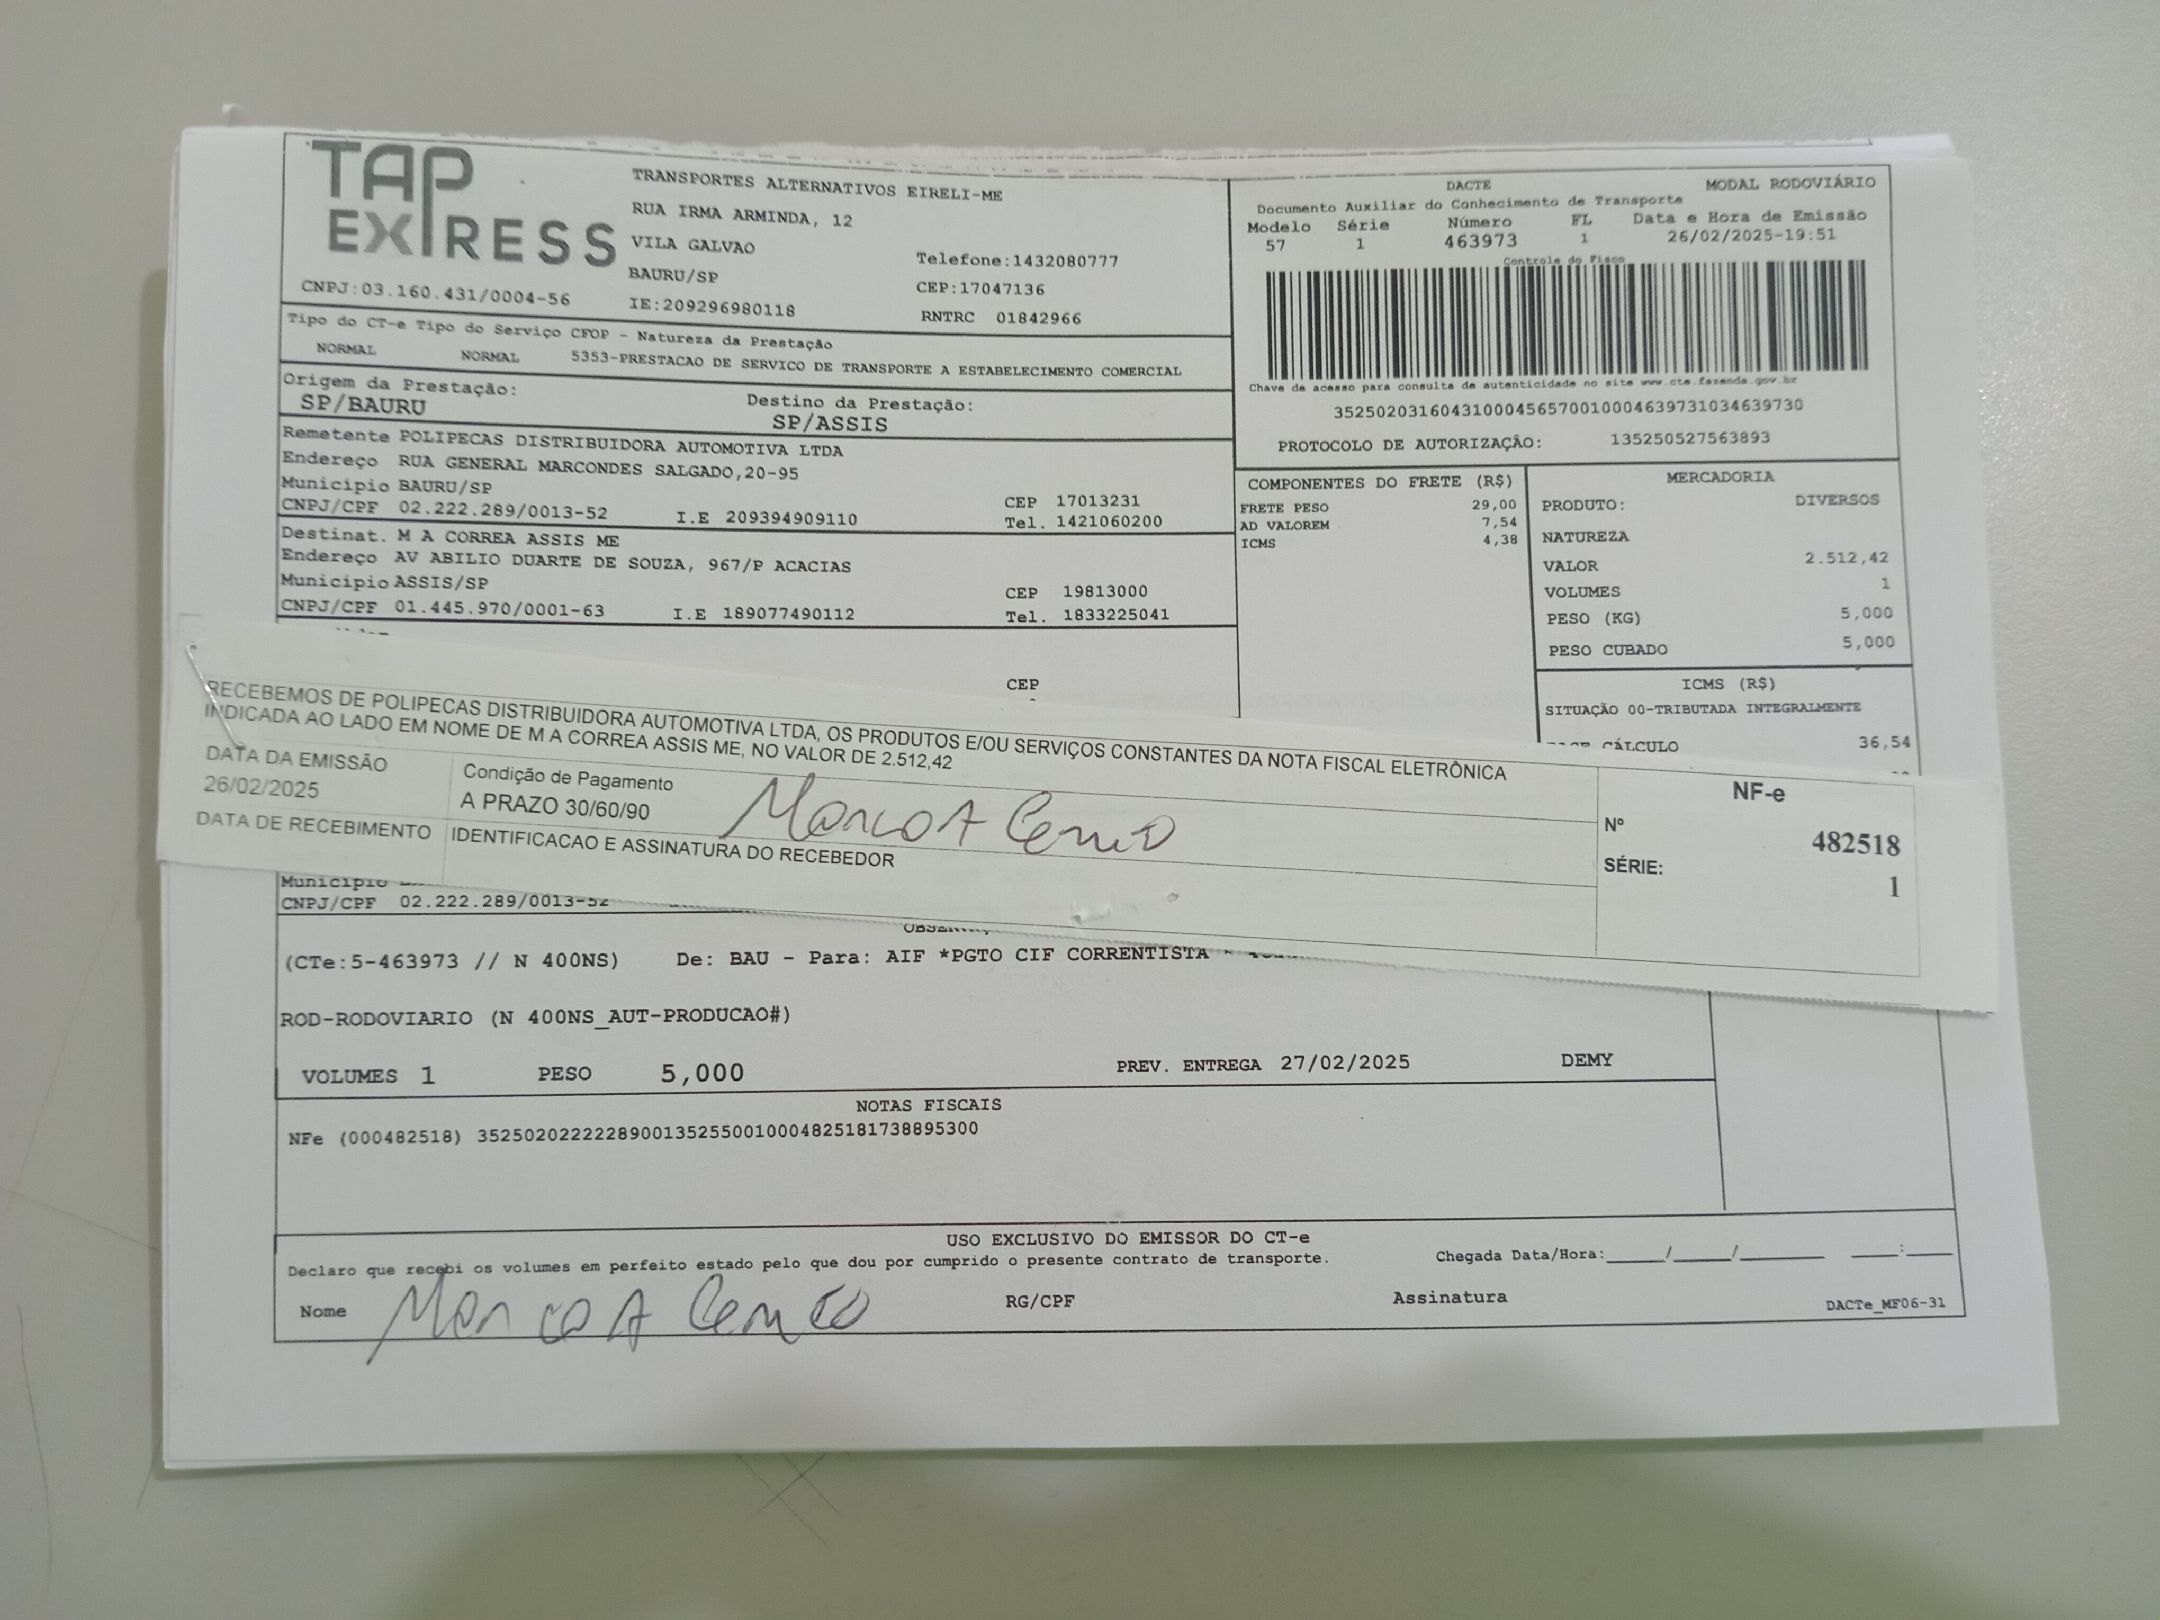 TAP EXPRESS
CNPJ:03.160.431/0004-56
TRANSPORTES ALTERNATIVOS EIRELI-ME
RUA IRMA ARMINDA, 12
VILA GALVAO
BAURU/SP
IE:209296980118
Telefone:1432080777
CEP:17047136
RNTRC 01842966
DACTE MODAL RODOVIÁRIO
Documento Auxiliar do Conhecimento de Transporte
Modelo Série Número FL Data e Hora de Emissão
57 1 463973 1 26/02/2025-19:51
Controle do Fisco
Chave de acesso para consulta de autenticidade no site www.cte.fazenda.gov.br
35250203160431000456570010004639731034639730
PROTOCOLO DE AUTORIZAÇÃO: 135250527563893
Tipo do CT-e Tipo do Serviço CFOP - Natureza da Prestação
NORMAL NORMAL 5353-PRESTACAO DE SERVICO DE TRANSPORTE A ESTABELECIMENTO COMERCIAL
Origem da Prestação:
SP/BAURU
Destino da Prestação:
SP/ASSIS
Remetente POLIPECAS DISTRIBUIDORA AUTOMOTIVA LTDA
Endereço RUA GENERAL MARCONDES SALGADO,20-95
Municipio BAURU/SP CEP 17013231
CNPJ/CPF 02.222.289/0013-52 I.E 209394909110 Tel. 1421060200
Destinat. M A CORREA ASSIS ME
Endereço AV ABILIO DUARTE DE SOUZA, 967/P ACACIAS
Municipio ASSIS/SP CEP 19813000
CNPJ/CPF 01.445.970/0001-63 I.E 189077490112 Tel. 1833225041
CEP
COMPONENTES DO FRETE (R$)
FRETE PESO 29,00
AD VALOREM 7,54
ICMS 4,38
MERCADORIA
PRODUTO: DIVERSOS
NATUREZA
VALOR 2.512,42
VOLUMES 1
PESO (KG) 5,000
PESO CUBADO 5,000
ICMS (R$)
SITUAÇÃO 00-TRIBUTADA INTEGRALMENTE
CÁLCULO 36,54
RECEBEMOS DE POLIPECAS DISTRIBUIDORA AUTOMOTIVA LTDA, OS PRODUTOS E/OU SERVIÇOS CONSTANTES DA NOTA FISCAL ELETRÔNICA
INDICADA AO LADO EM NOME DE M A CORREA ASSIS ME, NO VALOR DE 2.512,42
DATA DA EMISSÃO
26/02/2025
Condição de Pagamento
A PRAZO 30/60/90
Marco A
DATA DE RECEBIMENTO
IDENTIFICACAO E ASSINATURA DO RECEBEDOR
NF-e
Nº 482518
SÉRIE: 1
Municipio
CNPJ/CPF 02.222.289/0013-52
(CTe:5-463973 // N 400NS) De: BAU - Para: AIF *PGTO CIF CORRENTISTA
ROD-RODOVIARIO (N 400NS_AUT-PRODUCAO#)
VOLUMES 1 PESO 5,000 PREV. ENTREGA 27/02/2025 DEMY
NOTAS FISCAIS
NFe (000482518) 35250202222289001352550010004825181738895300
USO EXCLUSIVO DO EMISSOR DO CT-e
Declaro que recebi os volumes em perfeito estado pelo que dou por cumprido o presente contrato de transporte. Chegada Data/Hora:____/____/______ ___:___
Nome Marco A RG/CPF Assinatura
DACTe_MF06-31